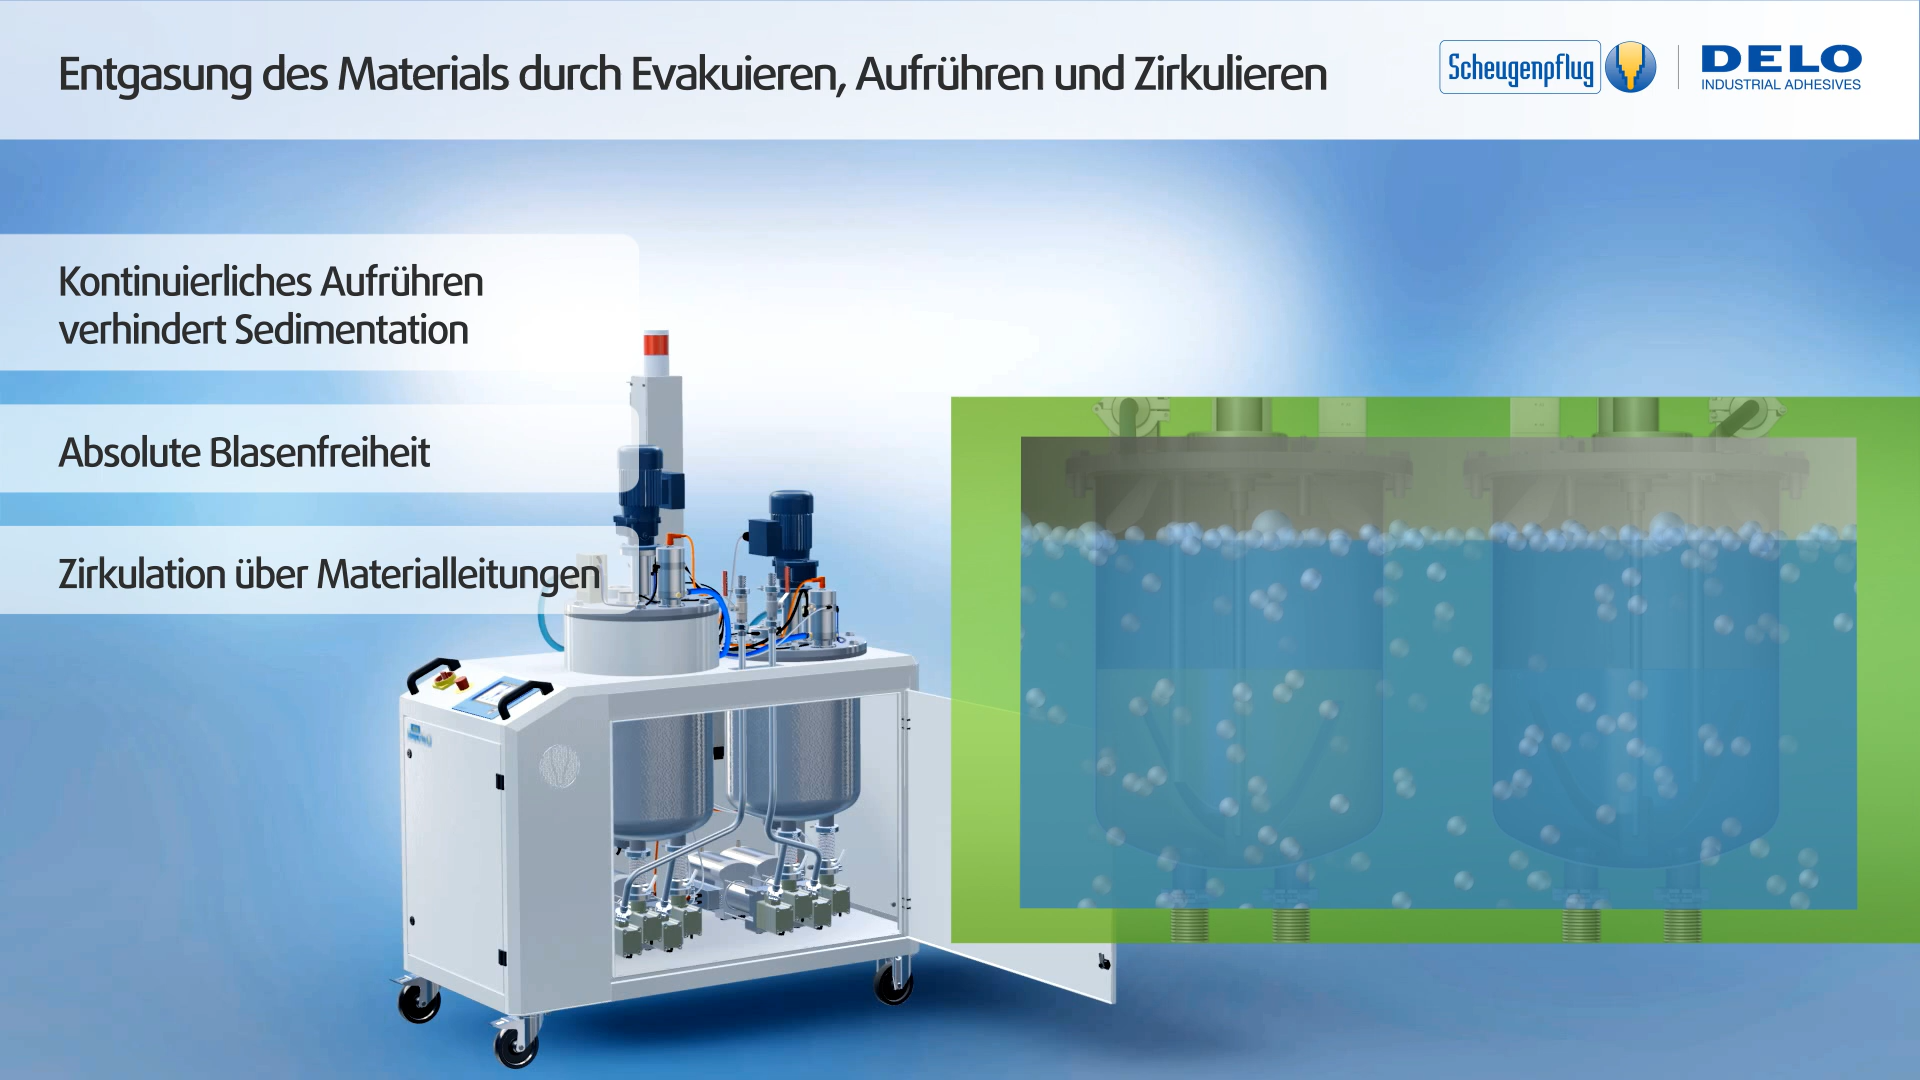 Entgasung des Materials durch Evakuieren, Aufrühren und Zirkulieren
Scheugenpflug
DELO
INDUSTRIAL ADHESIVES
Kontinuierliches Aufrühren
verhindert Sedimentation
Absolute Blasenfreiheit
Zirkulation über Materialleitungen